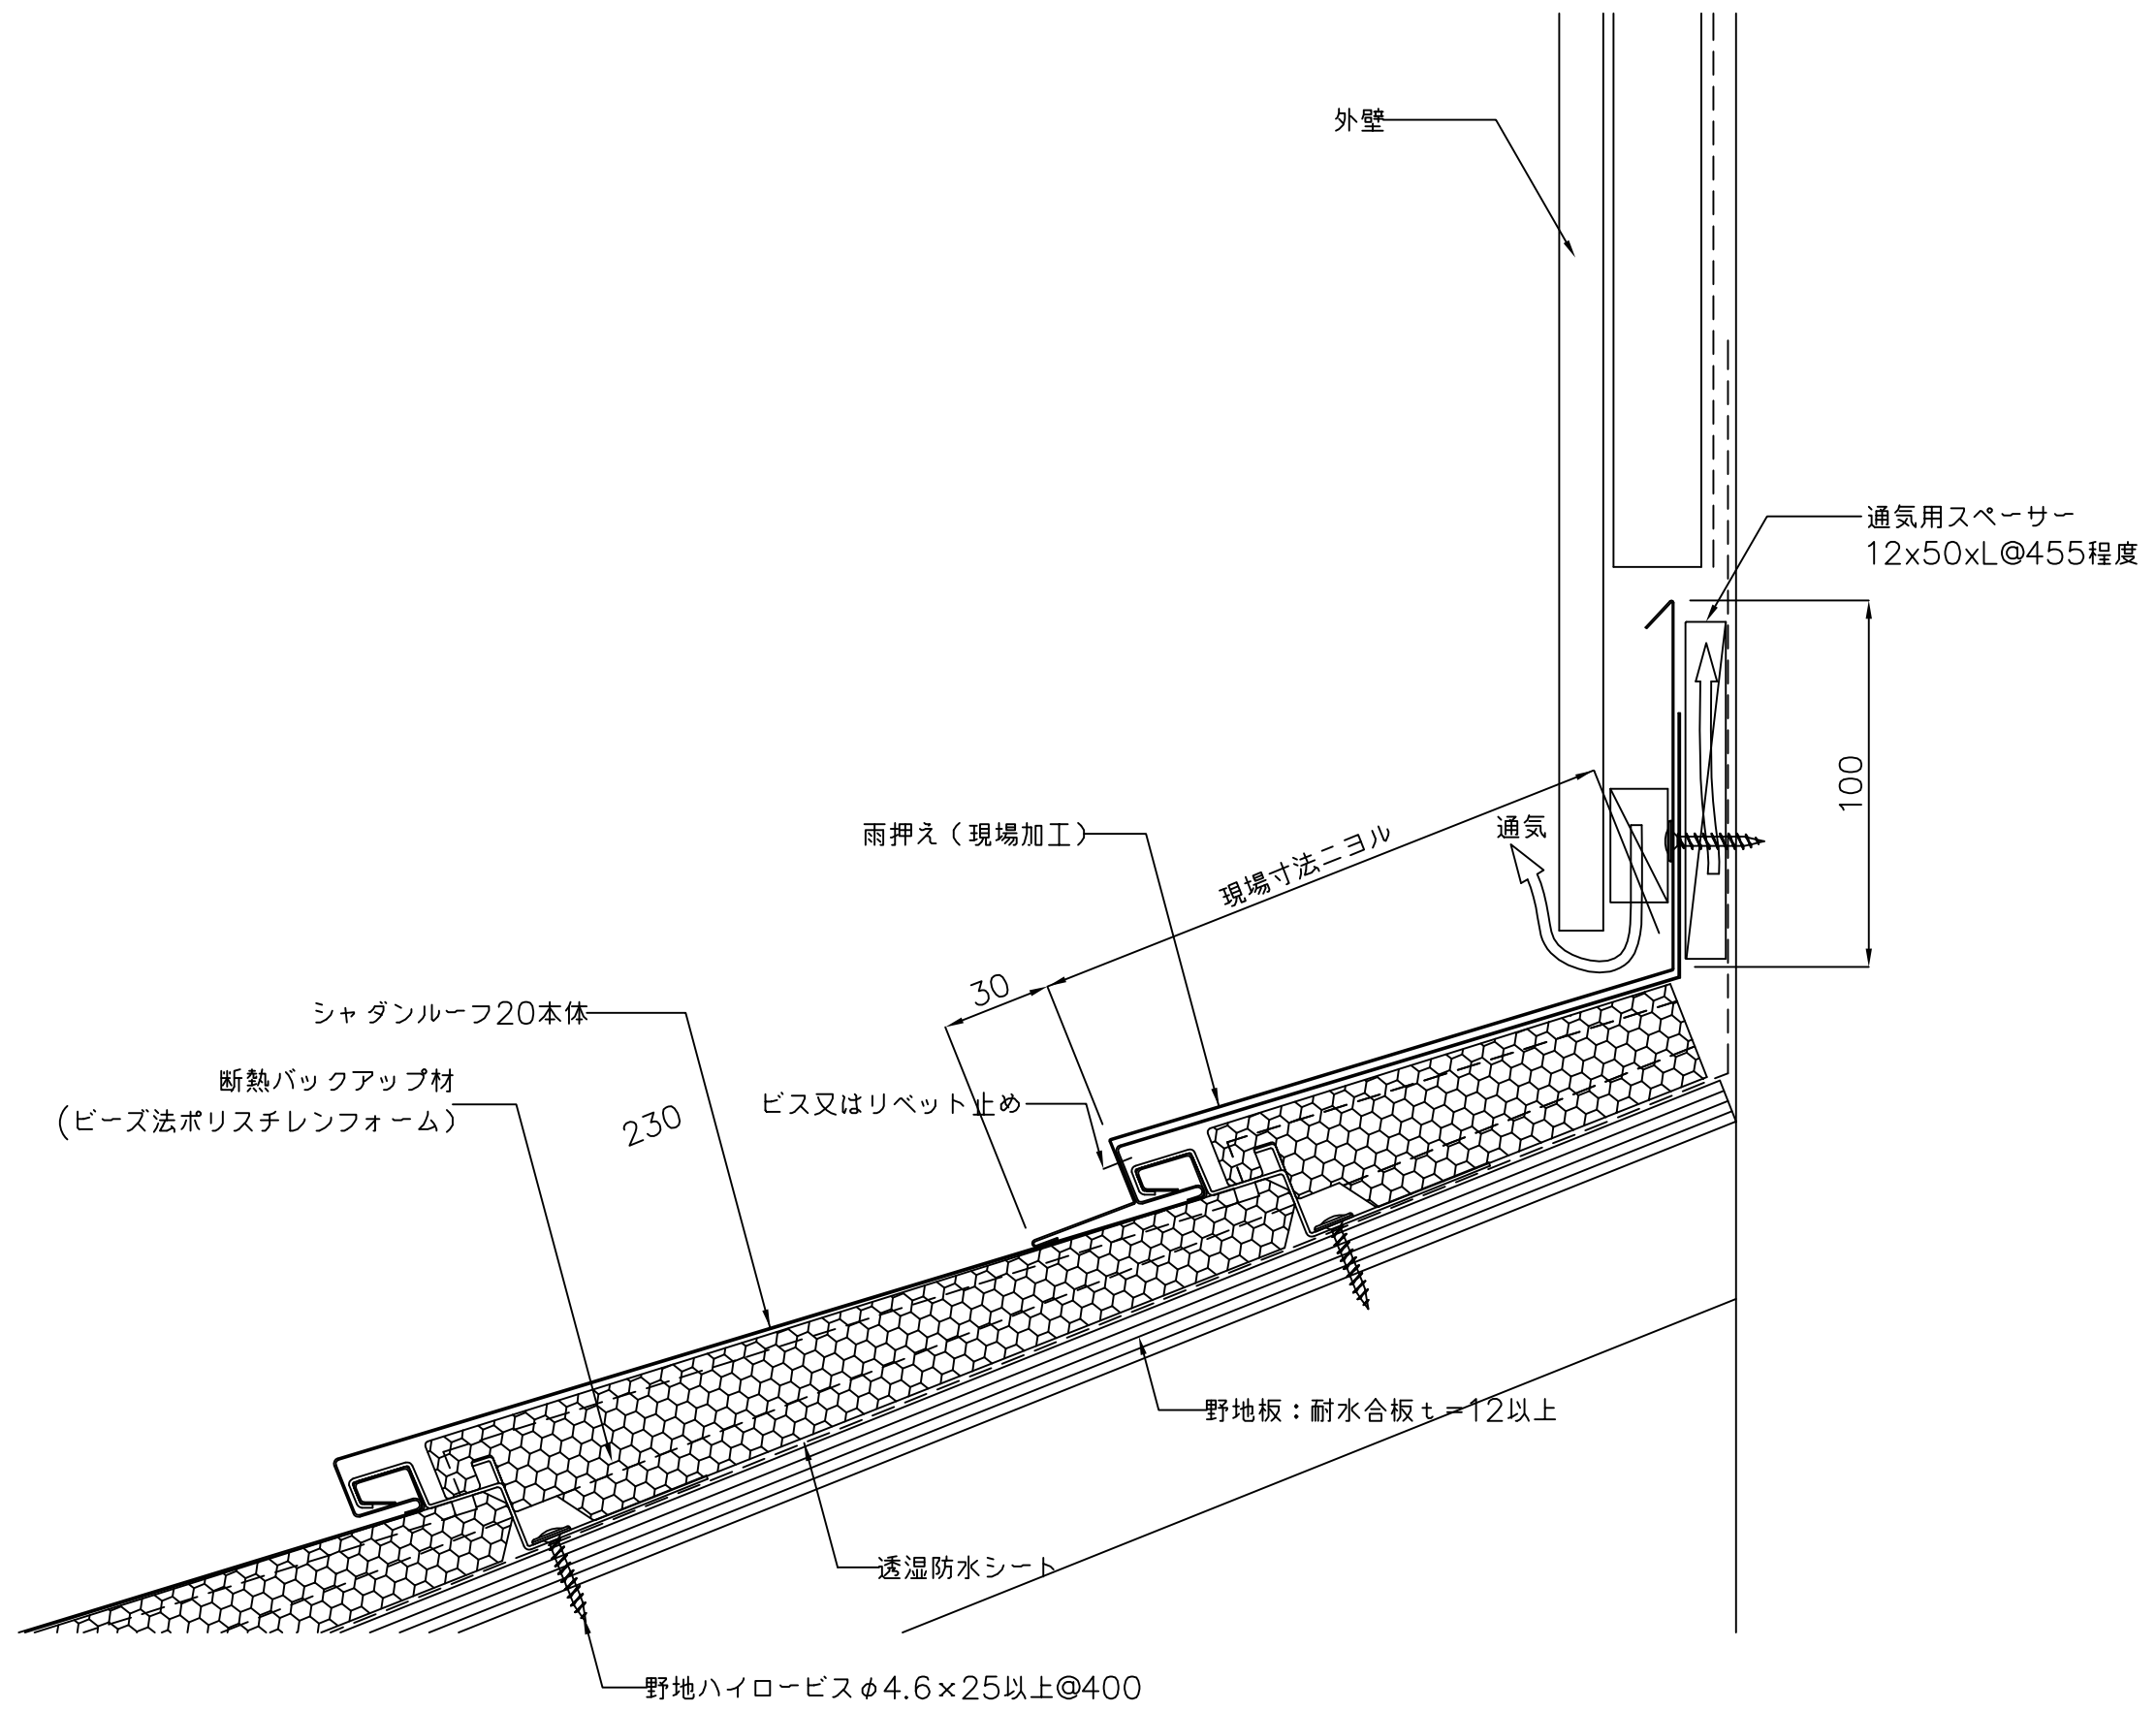 外壁
通気用スペーサー
12x50xL@455程度
100
通気
雨押え（現場加工）
現場寸法ニヨル
30
シャダンルーフ20本体
断熱バックアップ材
（ビーズ法ポリスチレンフォーム）
230
ビス又はリベット止め
野地板：耐水合板ｔ＝12以上
透湿防水シート
野地ハイロービスφ4.6×25以上@400